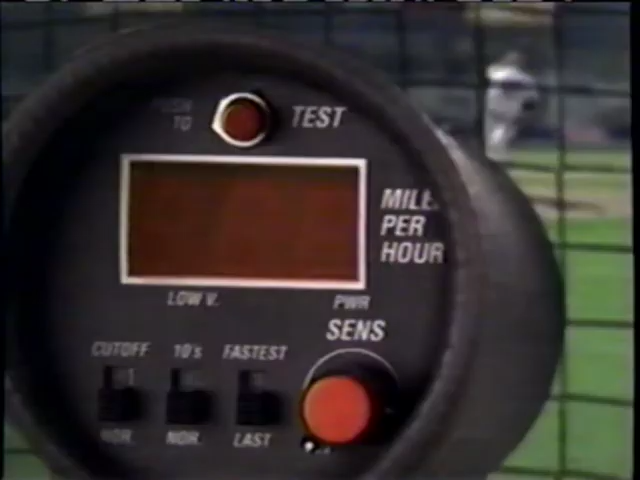 PUSH TO TEST
MILES
PER
HOUR
LOW V. PWR
SENS
CUTOFF 10's FASTEST
NOR. NOR. LAST